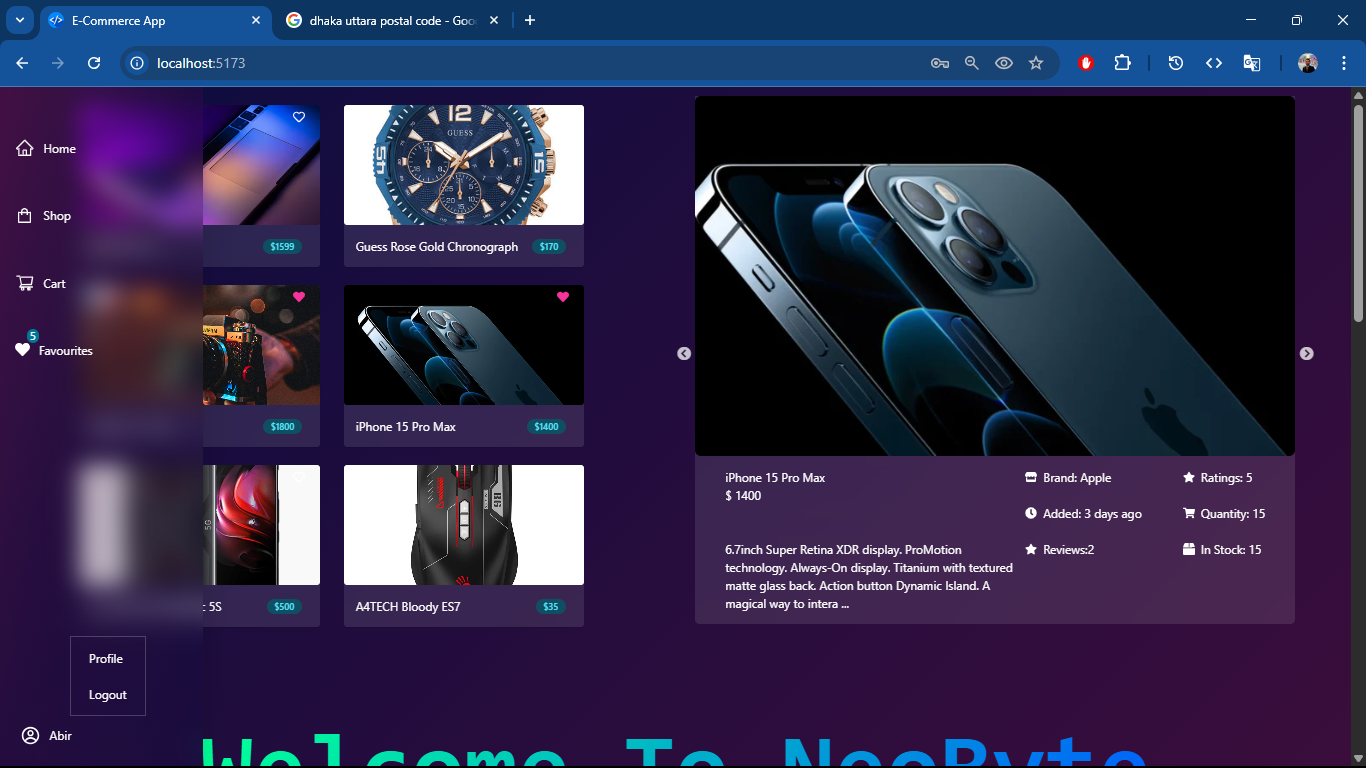 E-Commerce App
dhaka uttara postal code - Goo
localhost:5173
Home
Shop
Cart
5
Favourites
Profile
Logout
Abir
$1599
GUESS
Guess Rose Gold Chronograph
$170
$1800
iPhone 15 Pro Max
$1400
5G
5S
$500
A4TECH Bloody ES7
$35
iPhone 15 Pro Max
$ 1400
Brand: Apple
Ratings: 5
Added: 3 days ago
Quantity: 15
Reviews:2
In Stock: 15
6.7inch Super Retina XDR display. ProMotion
technology. Always-On display. Titanium with textured
matte glass back. Action button Dynamic Island. A
magical way to intera ...
Welcome To NeoByte